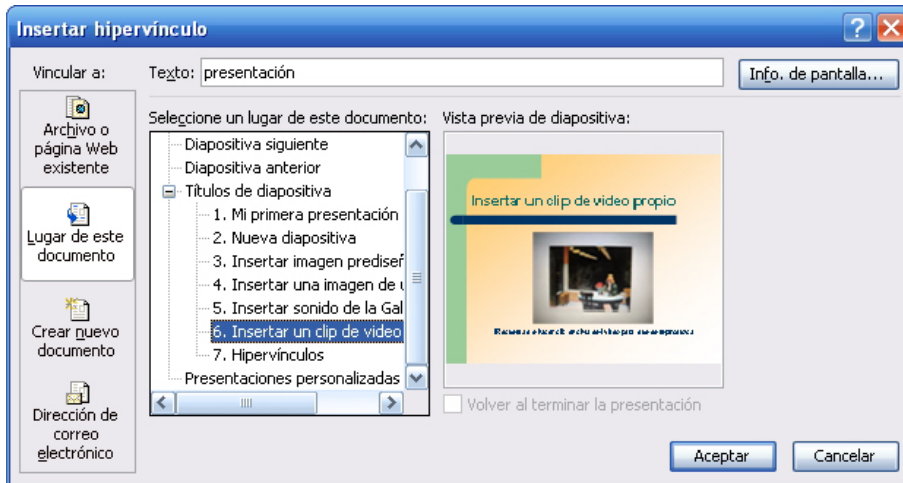 Insertar hipervínculo
Vincular a:
Texto: presentación
Info. de pantalla...
Archivo o
página Web
existente
Lugar de este
documento
Crear nuevo
documento
Dirección de
correo
electrónico
Seleccione un lugar de este documento:
Diapositiva siguiente
Diapositiva anterior
Títulos de diapositiva
1. Mi primera presentación
2. Nueva diapositiva
3. Insertar imagen prediseñ
4. Insertar una imagen de u
5. Insertar sonido de la Gal
6. Insertar un clip de video
7. Hipervínculos
Presentaciones personalizadas
Vista previa de diapositiva:
Insertar un clip de video propio
Volver al terminar la presentación
Aceptar
Cancelar